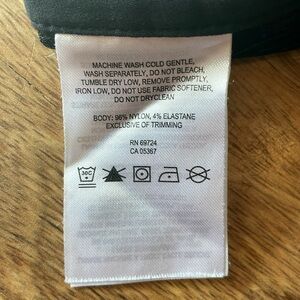 MACHINE WASH COLD GENTLE,
WASH SEPARATELY, DO NOT BLEACH,
TUMBLE DRY LOW, REMOVE PROMPTLY,
IRON LOW, DO NOT USE FABRIC SOFTENER,
DO NOT DRYCLEAN
BODY: 96% NYLON, 4% ELASTANE
EXCLUSIVE OF TRIMMING
RN 69724
CA 05367
30C